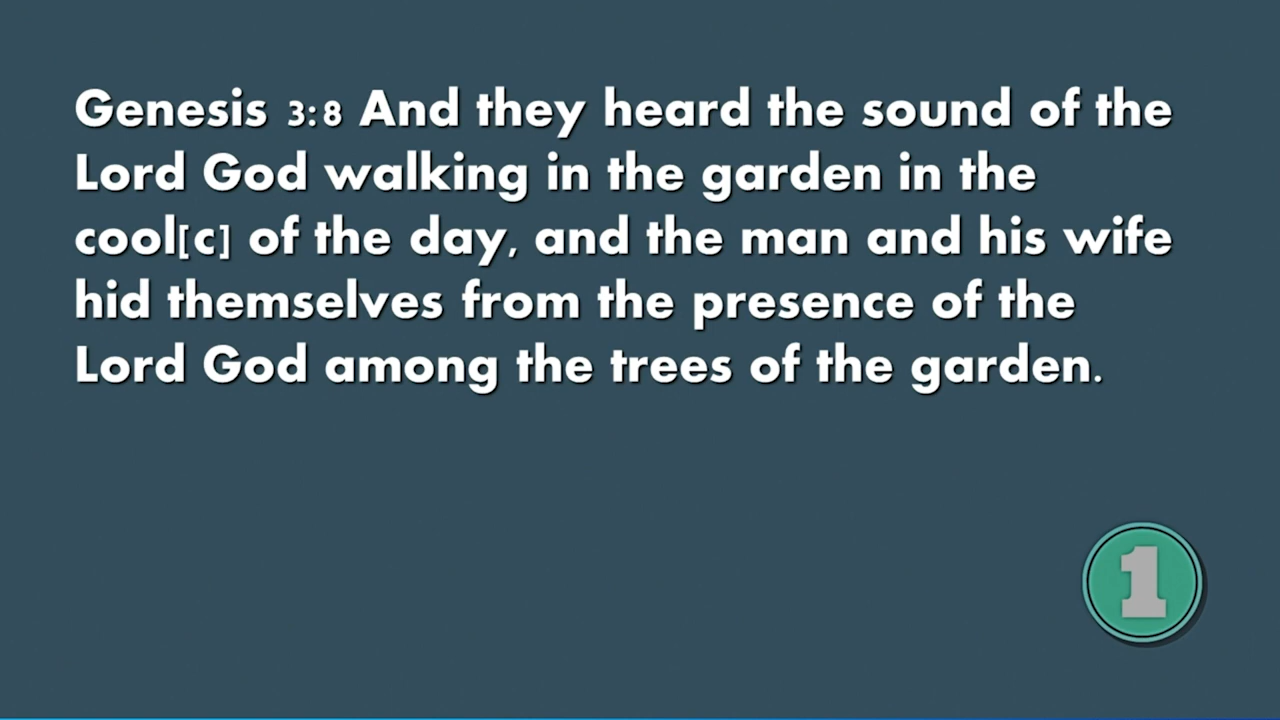 Genesis 3:8 And they heard the sound of the
Lord God walking in the garden in the
cool[c] of the day, and the man and his wife
hid themselves from the presence of the
Lord God among the trees of the garden.
1